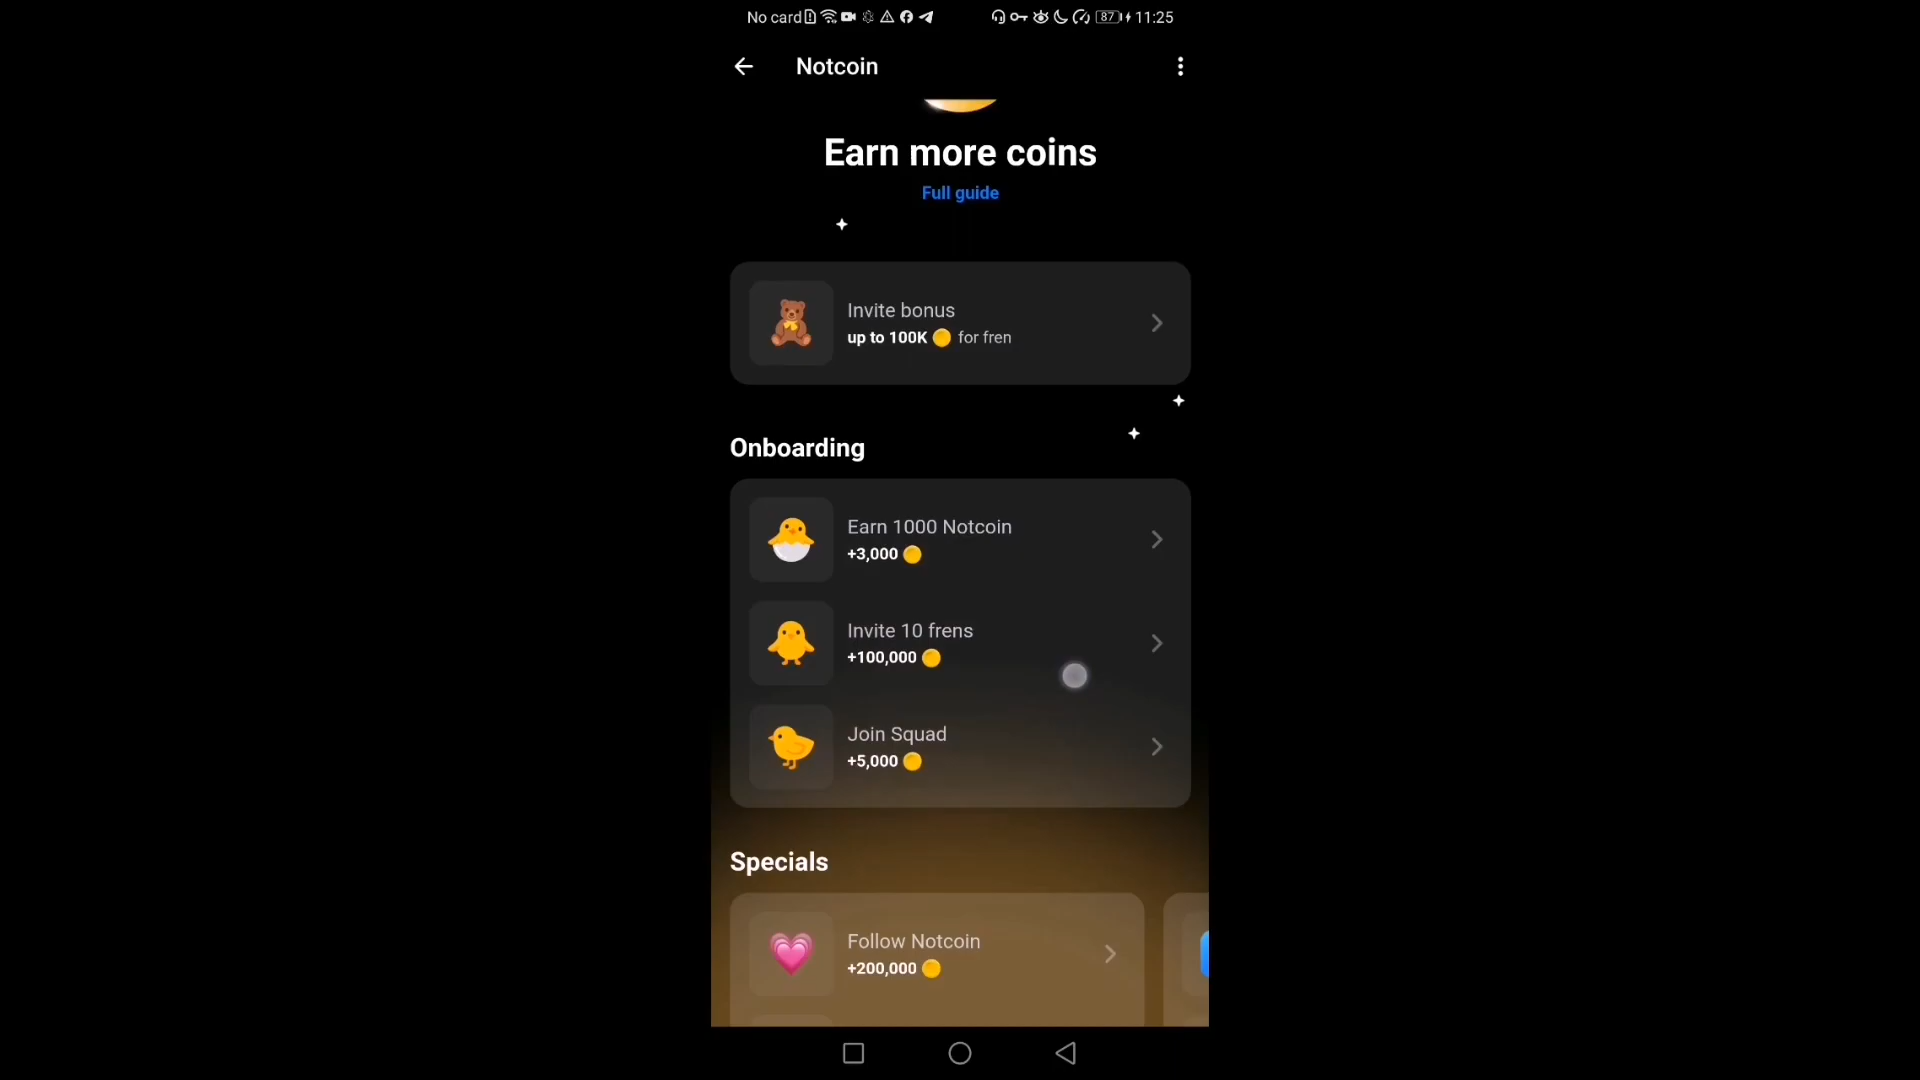 No card 87 11:25
Notcoin
Earn more coins
Full guide
Invite bonus
up to 100K for fren
Onboarding
Earn 1000 Notcoin
+3,000
Invite 10 frens
+100,000
Join Squad
+5,000
Specials
Follow Notcoin
+200,000